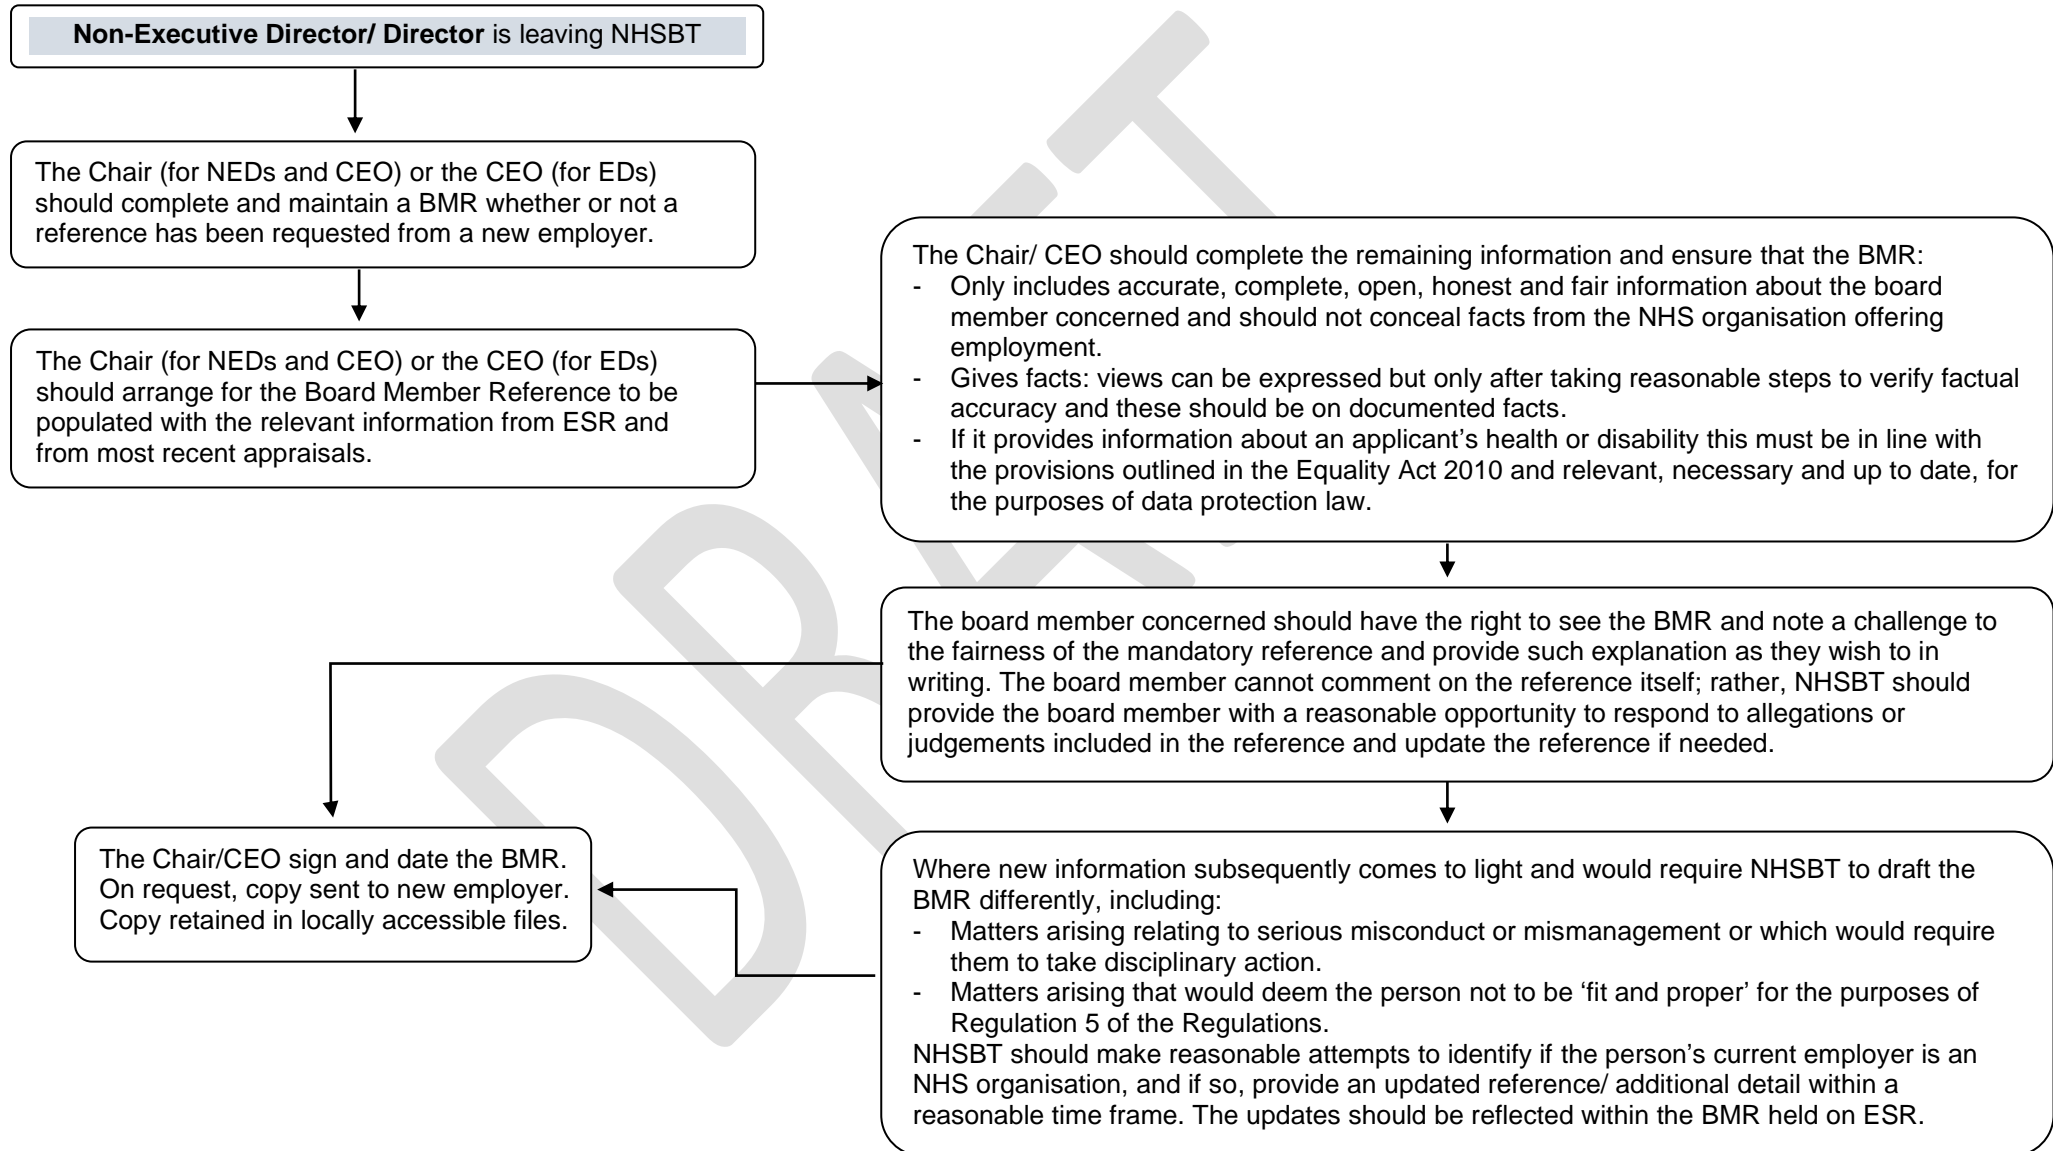 Non-Executive Director/ Director is leaving NHSBT
The Chair (for NEDs and CEO) or the CEO (for EDs)
should complete and maintain a BMR whether or not a
reference has been requested from a new employer.
The Chair (for NEDs and CEO) or the CEO (for EDs)
should arrange for the Board Member Reference to be
populated with the relevant information from ESR and
from most recent appraisals.
The Chair/ CEO should complete the remaining information and ensure that the BMR:
- Only includes accurate, complete, open, honest and fair information about the board
member concerned and should not conceal facts from the NHS organisation offering
employment.
- Gives facts: views can be expressed but only after taking reasonable steps to verify factual
accuracy and these should be on documented facts.
- If it provides information about an applicant’s health or disability this must be in line with
the provisions outlined in the Equality Act 2010 and relevant, necessary and up to date, for
the purposes of data protection law.
The board member concerned should have the right to see the BMR and note a challenge to
the fairness of the mandatory reference and provide such explanation as they wish to in
writing. The board member cannot comment on the reference itself; rather, NHSBT should
provide the board member with a reasonable opportunity to respond to allegations or
judgements included in the reference and update the reference if needed.
The Chair/CEO sign and date the BMR.
On request, copy sent to new employer.
Copy retained in locally accessible files.
Where new information subsequently comes to light and would require NHSBT to draft the
BMR differently, including:
- Matters arising relating to serious misconduct or mismanagement or which would require
them to take disciplinary action.
- Matters arising that would deem the person not to be ‘fit and proper’ for the purposes of
Regulation 5 of the Regulations.
NHSBT should make reasonable attempts to identify if the person’s current employer is an
NHS organisation, and if so, provide an updated reference/ additional detail within a
reasonable time frame. The updates should be reflected within the BMR held on ESR.
DRAFT